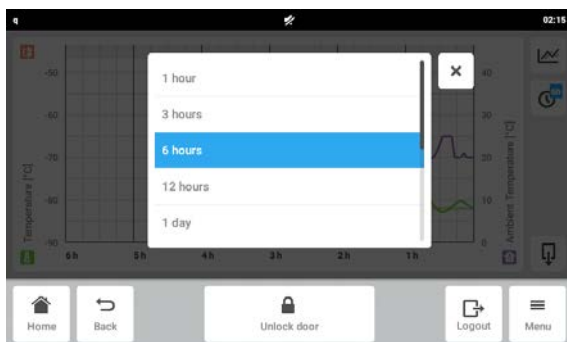 q 02:15
1 hour
3 hours
6 hours
12 hours
1 day
-50
-60
-70
-80
-90
Temperature [°C]
40
30
20
10
0
Ambient Temperature [°C]
6h 5h 4h 3h 2h 1h
Home Back Unlock door Logout Menu